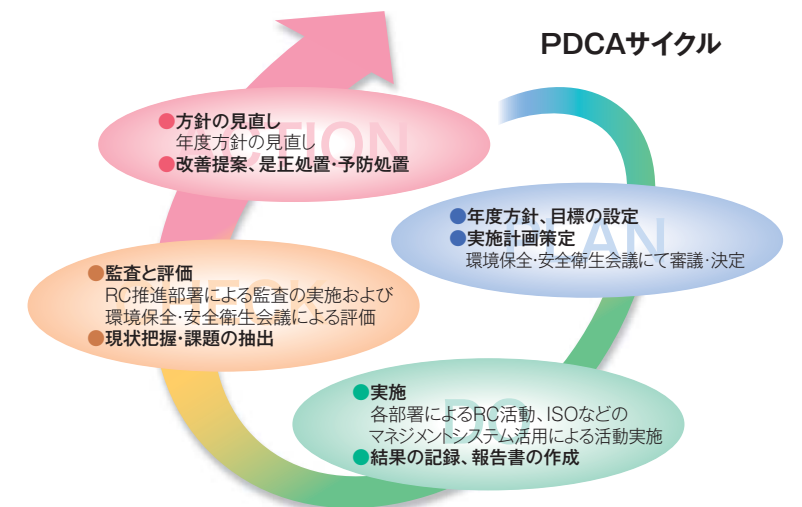 PDCAサイクル
ACTION
●方針の見直し
年度方針の見直し
●改善提案、是正処置・予防処置
PLAN
●年度方針、目標の設定
●実施計画策定
環境保全・安全衛生会議にて審議・決定
CHECK
●監査と評価
RC推進部署による監査の実施および
環境保全・安全衛生会議による評価
●現状把握・課題の抽出
DO
●実施
各部署によるRC活動、ISOなどの
マネジメントシステム活用による活動実施
●結果の記録、報告書の作成